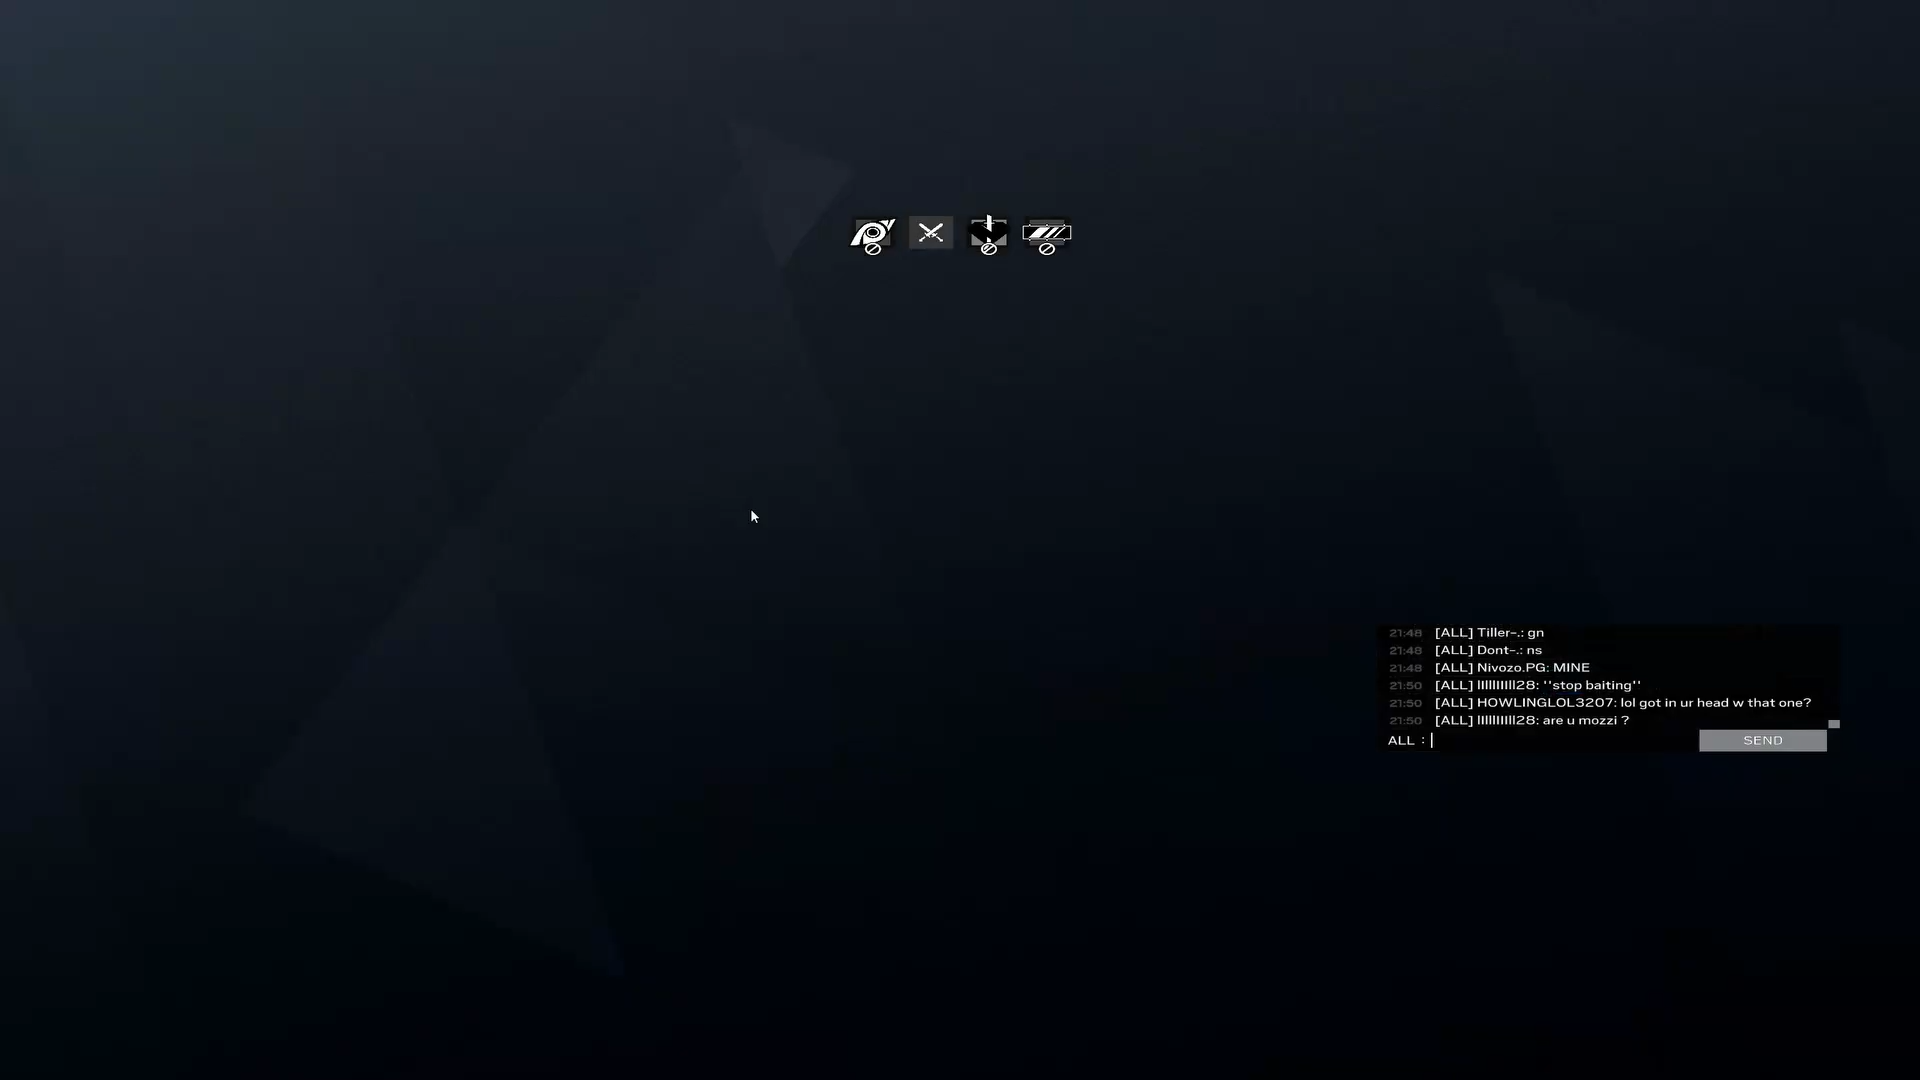 21:48 [ALL] Tiller-.: gn
21:48 [ALL] Dont-.: ns
21:48 [ALL] Nivozo.PG: MINE
21:50 [ALL] lllllllllll28: ''stop baiting''
21:50 [ALL] HOWLINGLOL3207: lol got in ur head w that one?
21:50 [ALL] lllllllllll28: are u mozzi ?
ALL : SEND